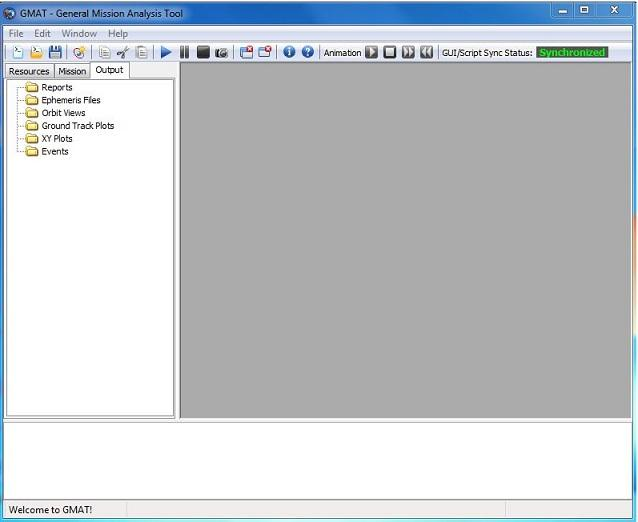 GMAT - General Mission Analysis Tool
File Edit Window Help
Animation GUI/Script Sync Status: Synchronized
Resources Mission Output
Reports
Ephemeris Files
Orbit Views
Ground Track Plots
XY Plots
Events
Welcome to GMAT!